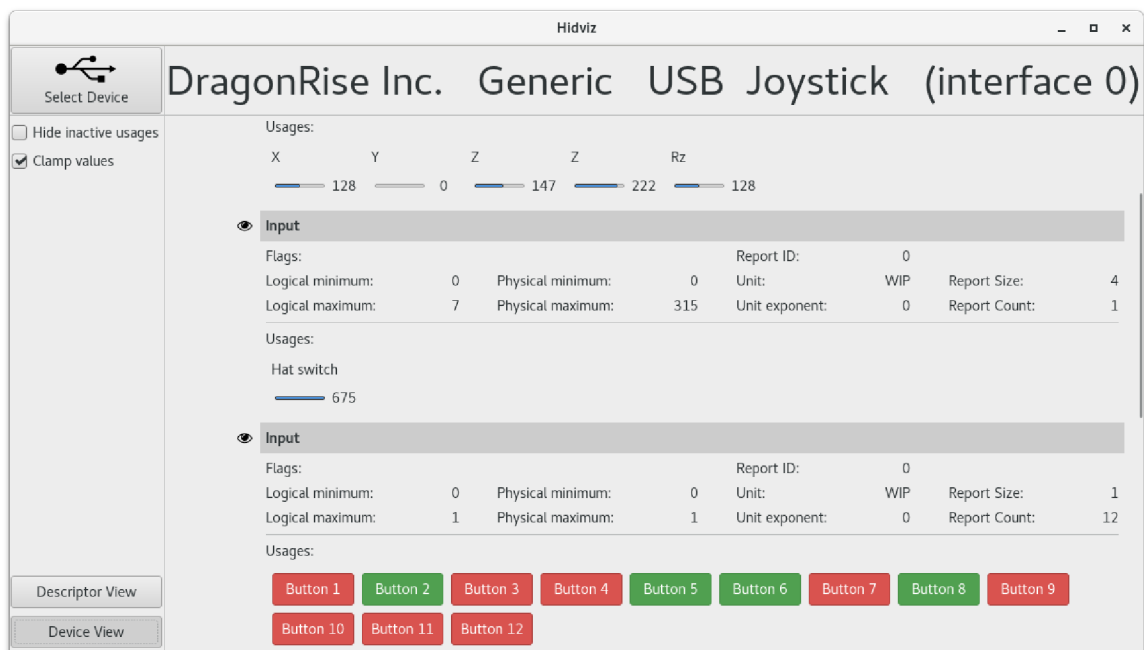 Hidviz
Select Device
DragonRise Inc. Generic USB Joystick (interface 0)
Hide inactive usages
Clamp values
Usages:
X Y Z Z Rz
128 0 147 222 128
Input
Flags: Report ID: 0
Logical minimum: 0 Physical minimum: 0 Unit: WIP Report Size: 4
Logical maximum: 7 Physical maximum: 315 Unit exponent: 0 Report Count: 1
Usages:
Hat switch
675
Input
Flags: Report ID: 0
Logical minimum: 0 Physical minimum: 0 Unit: WIP Report Size: 1
Logical maximum: 1 Physical maximum: 1 Unit exponent: 0 Report Count: 12
Usages:
Button 1 Button 2 Button 3 Button 4 Button 5 Button 6 Button 7 Button 8 Button 9
Button 10 Button 11 Button 12
Descriptor View
Device View